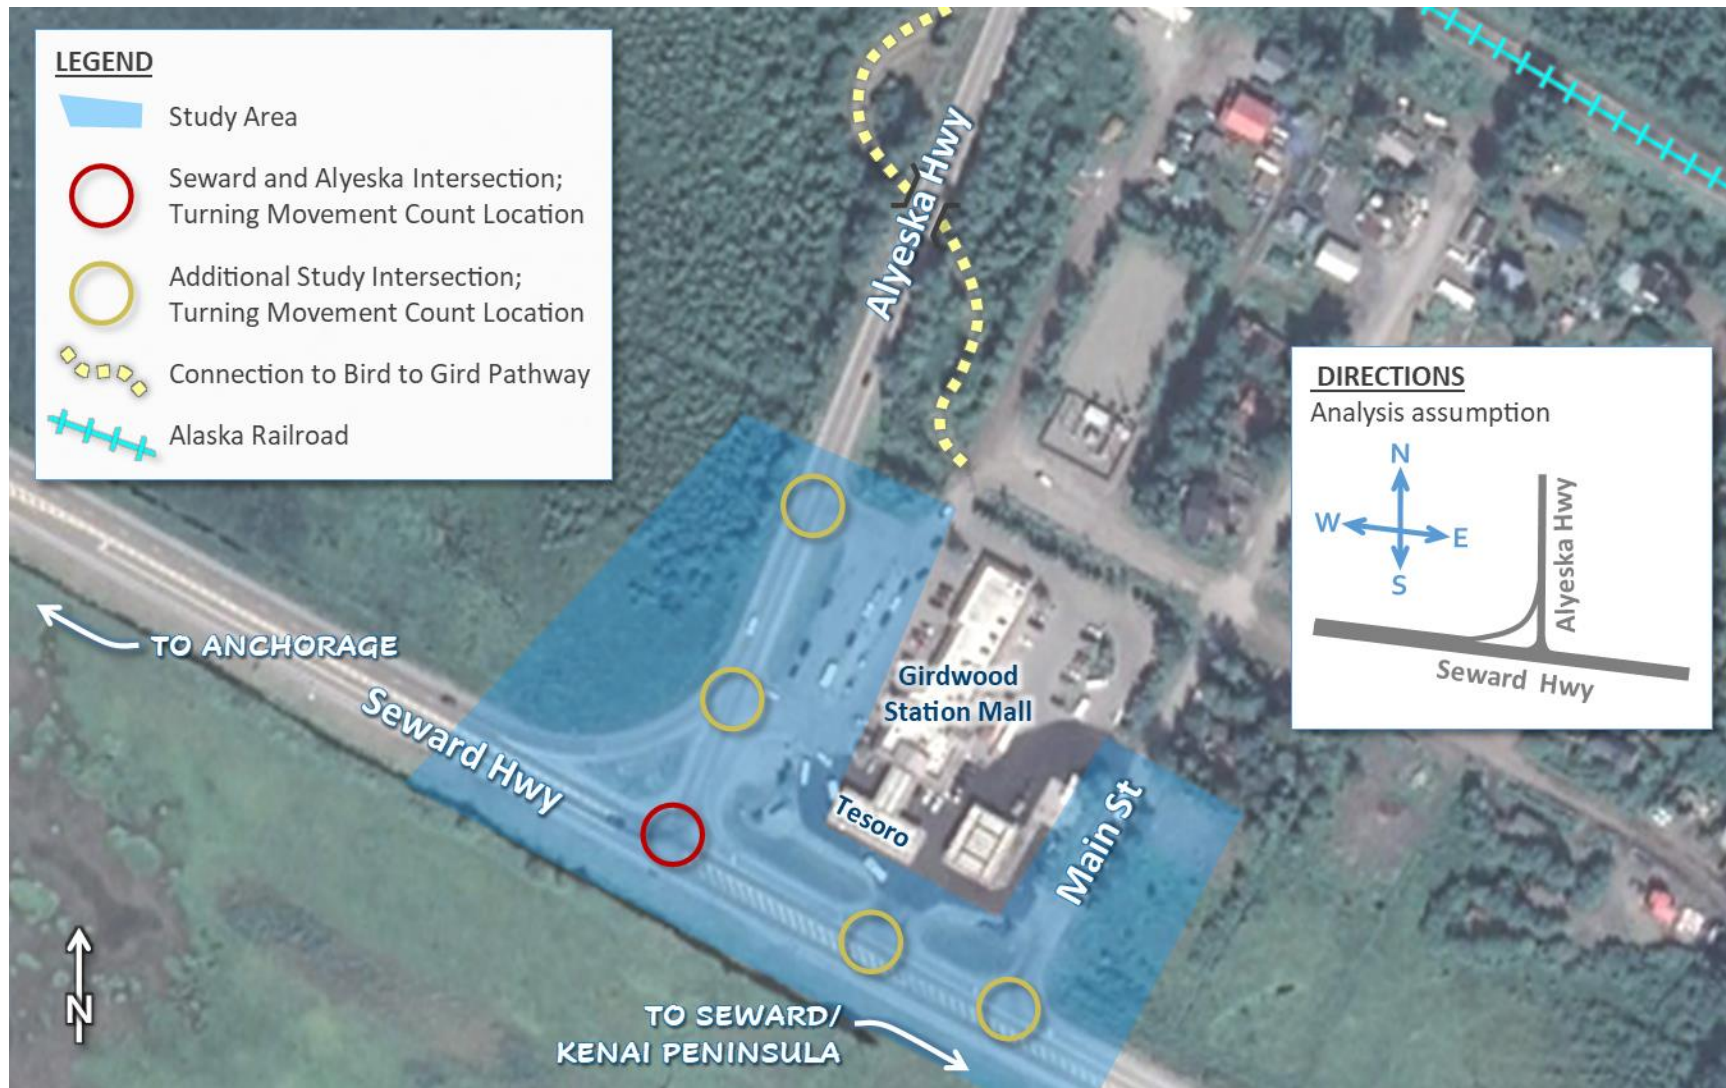 LEGEND
Study Area
Seward and Alyeska Intersection;
Turning Movement Count Location
Additional Study Intersection;
Turning Movement Count Location
Connection to Bird to Gird Pathway
Alaska Railroad
Alyeska Hwy
DIRECTIONS
Analysis assumption
N
W
E
S
Alyeska Hwy
Seward Hwy
TO ANCHORAGE
Seward Hwy
Girdwood
Station Mall
Tesoro
Main St
N
TO SEWARD/
KENAI PENINSULA